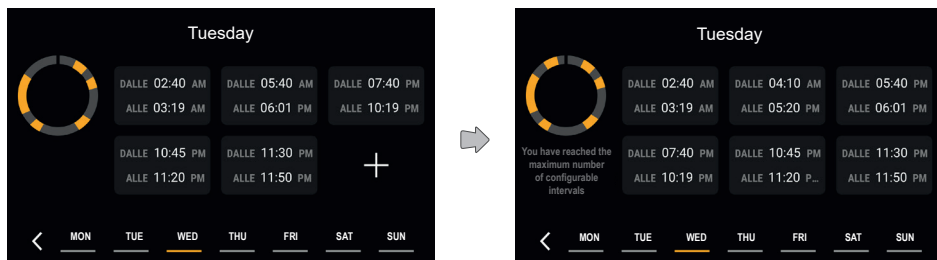 Tuesday
DALLE 02:40 AM
ALLE 03:19 AM
DALLE 05:40 AM
ALLE 06:01 PM
DALLE 07:40 PM
ALLE 10:19 PM
DALLE 10:45 PM
ALLE 11:20 PM
DALLE 11:30 PM
ALLE 11:50 PM
MON TUE WED THU FRI SAT SUN
Tuesday
DALLE 02:40 AM
ALLE 03:19 AM
DALLE 04:10 AM
ALLE 05:20 PM
DALLE 05:40 PM
ALLE 06:01 PM
You have reached the
maximum number
of configurable
intervals
DALLE 07:40 PM
ALLE 10:19 PM
DALLE 10:45 PM
ALLE 11:20 P...
DALLE 11:30 PM
ALLE 11:50 PM
MON TUE WED THU FRI SAT SUN